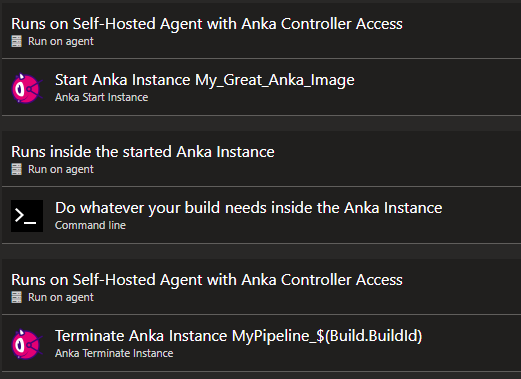 Runs on Self-Hosted Agent with Anka Controller Access
Run on agent
Start Anka Instance My_Great_Anka_Image
Anka Start Instance
Runs inside the started Anka Instance
Run on agent
Do whatever your build needs inside the Anka Instance
Command line
Runs on Self-Hosted Agent with Anka Controller Access
Run on agent
Terminate Anka Instance MyPipeline_$(Build.BuildId)
Anka Terminate Instance